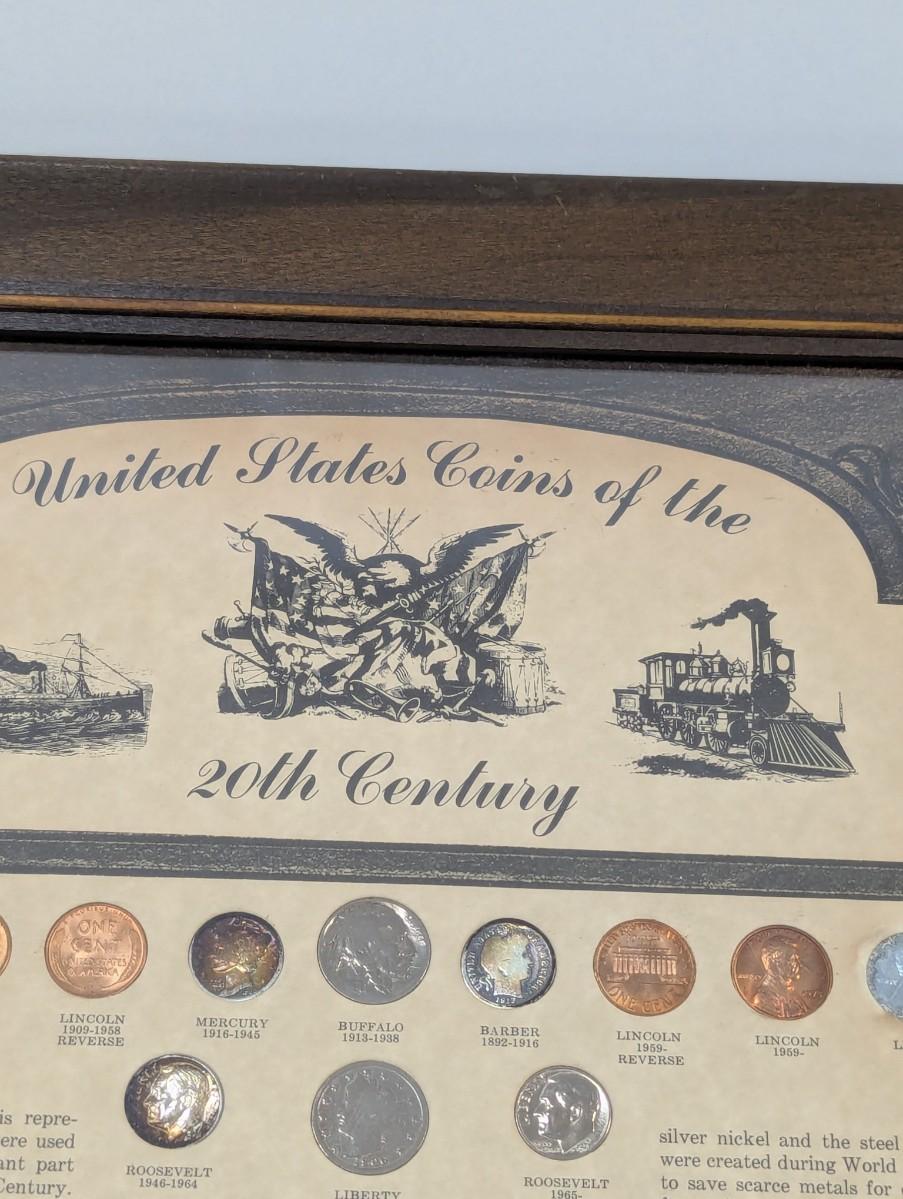 United States Coins of the
20th Century
ONE
CENT
UNITED STATES
OF AMERICA
ONE CENT
LINCOLN
1909-1958
REVERSE
MERCURY
1916-1945
BUFFALO
1913-1938
BARBER
1892-1916
LINCOLN
1959-
REVERSE
LINCOLN
1959-
L
is repre-
ere used
ant part
Century.
ROOSEVELT
1946-1964
LIBERTY
ROOSEVELT
1965-
silver nickel and the steel
were created during World
to save scarce metals for